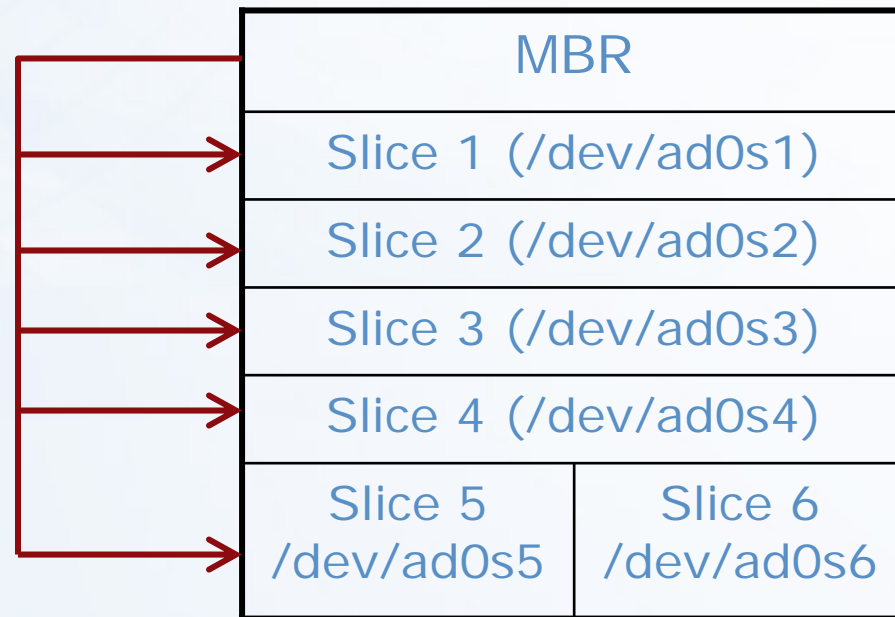 MBR
Slice 1 (/dev/ad0s1)
Slice 2 (/dev/ad0s2)
Slice 3 (/dev/ad0s3)
Slice 4 (/dev/ad0s4)
Slice 5
/dev/ad0s5
Slice 6
/dev/ad0s6